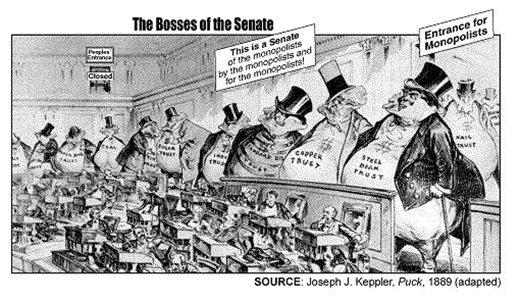 The Bosses of the Senate
Peoples'
Entrance
Closed
This is a Senate
of the monopolists
by the monopolists and
for the monopolists!
Entrance for
Monopolists
COAL
SUGAR
TRUST
TRUST
COPPER
TRUST
STEEL
BEAM
TRUST
NAIL
TRUST
SOURCE: Joseph J. Keppler, Puck, 1889 (adapted)